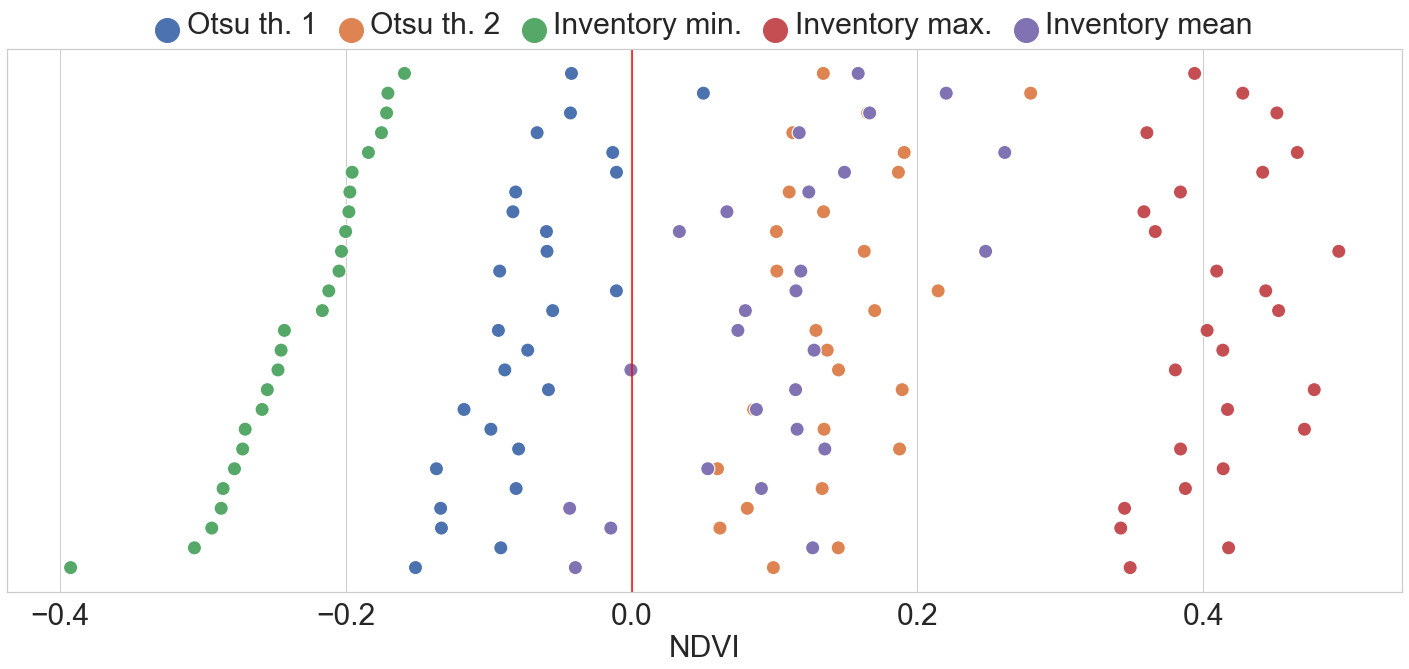 Otsu th. 1 Otsu th. 2 Inventory min. Inventory max. Inventory mean
−0.4 −0.2 0.0 0.2 0.4
NDVI